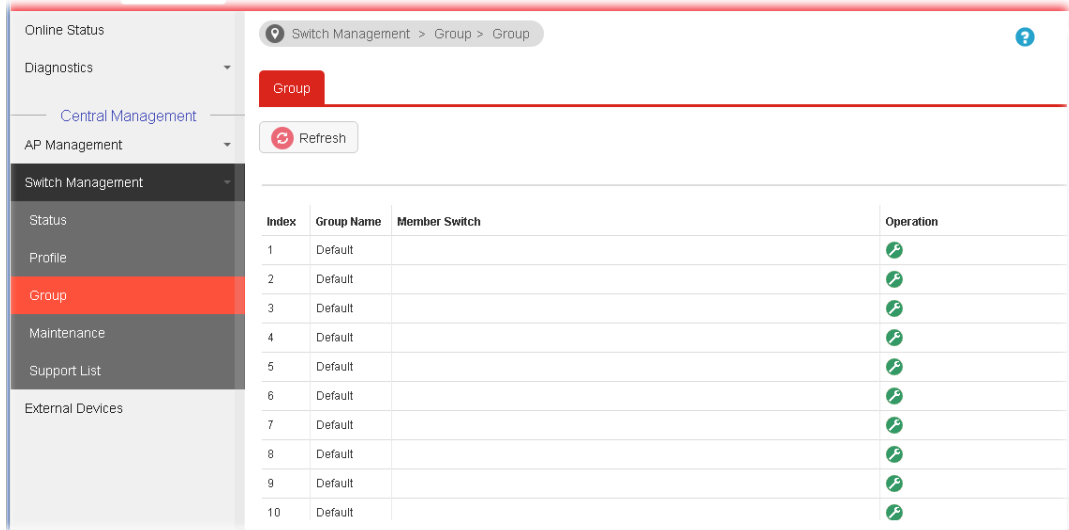 Online Status
Diagnostics
Central Management
AP Management
Switch Management
Status
Profile
Group
Maintenance
Support List
External Devices
Switch Management > Group > Group
?
Group
Refresh
Index Group Name Member Switch Operation
1 Default
2 Default
3 Default
4 Default
5 Default
6 Default
7 Default
8 Default
9 Default
10 Default